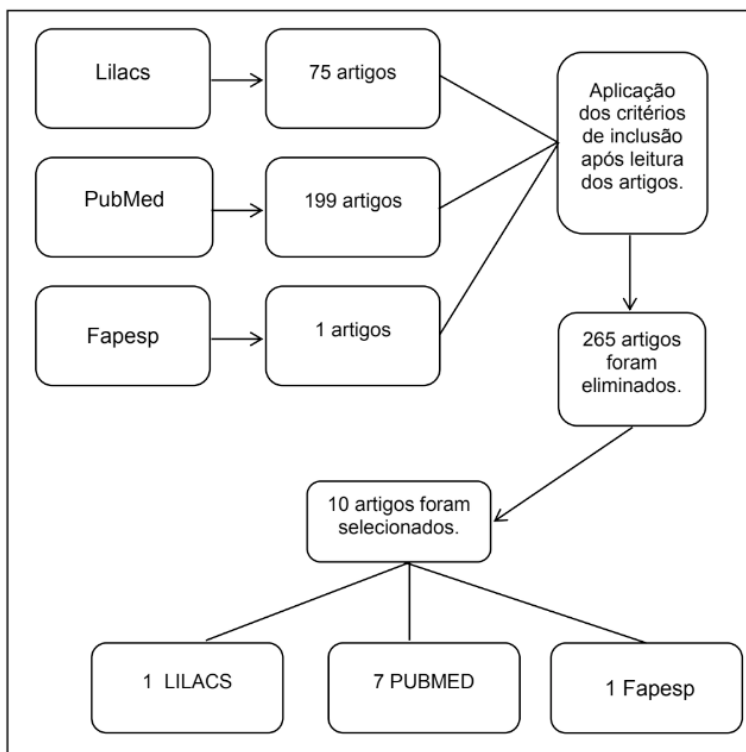 Lilacs
75 artigos
Aplicação
dos critérios
de inclusão
após leitura
dos artigos.
PubMed
199 artigos
Fapesp
1 artigos
265 artigos
foram
eliminados.
10 artigos foram
selecionados.
1 LILACS
7 PUBMED
1 Fapesp